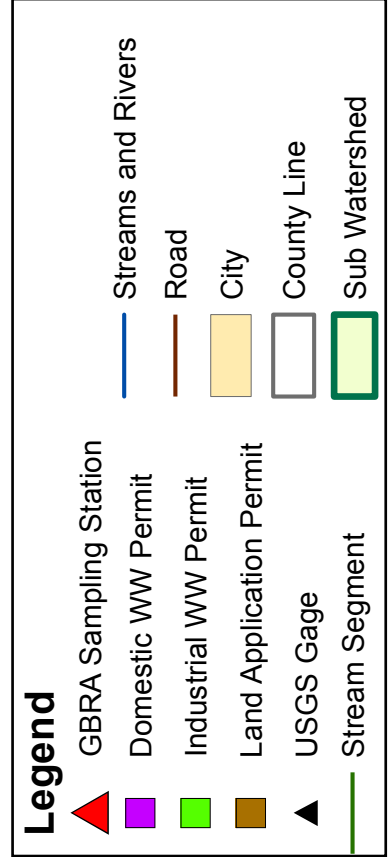 Legend
GBRA Sampling Station
Domestic WW Permit
Industrial WW Permit
Land Application Permit
USGS Gage
Stream Segment
Streams and Rivers
Road
City
County Line
Sub Watershed